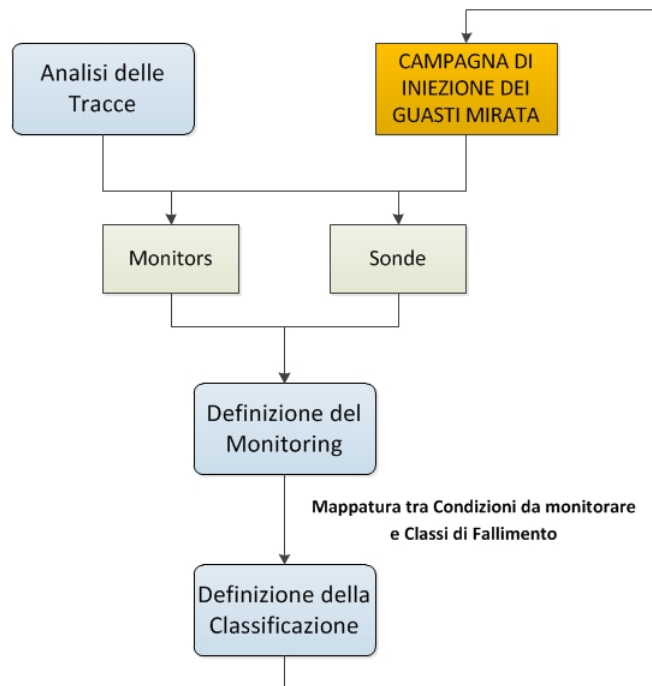 Analisi delle
Tracce
CAMPAGNA DI
INIEZIONE DEI
GUASTI MIRATA
Monitors
Sonde
Definizione del
Monitoring
Mappatura tra Condizioni da monitorare
e Classi di Fallimento
Definizione della
Classificazione